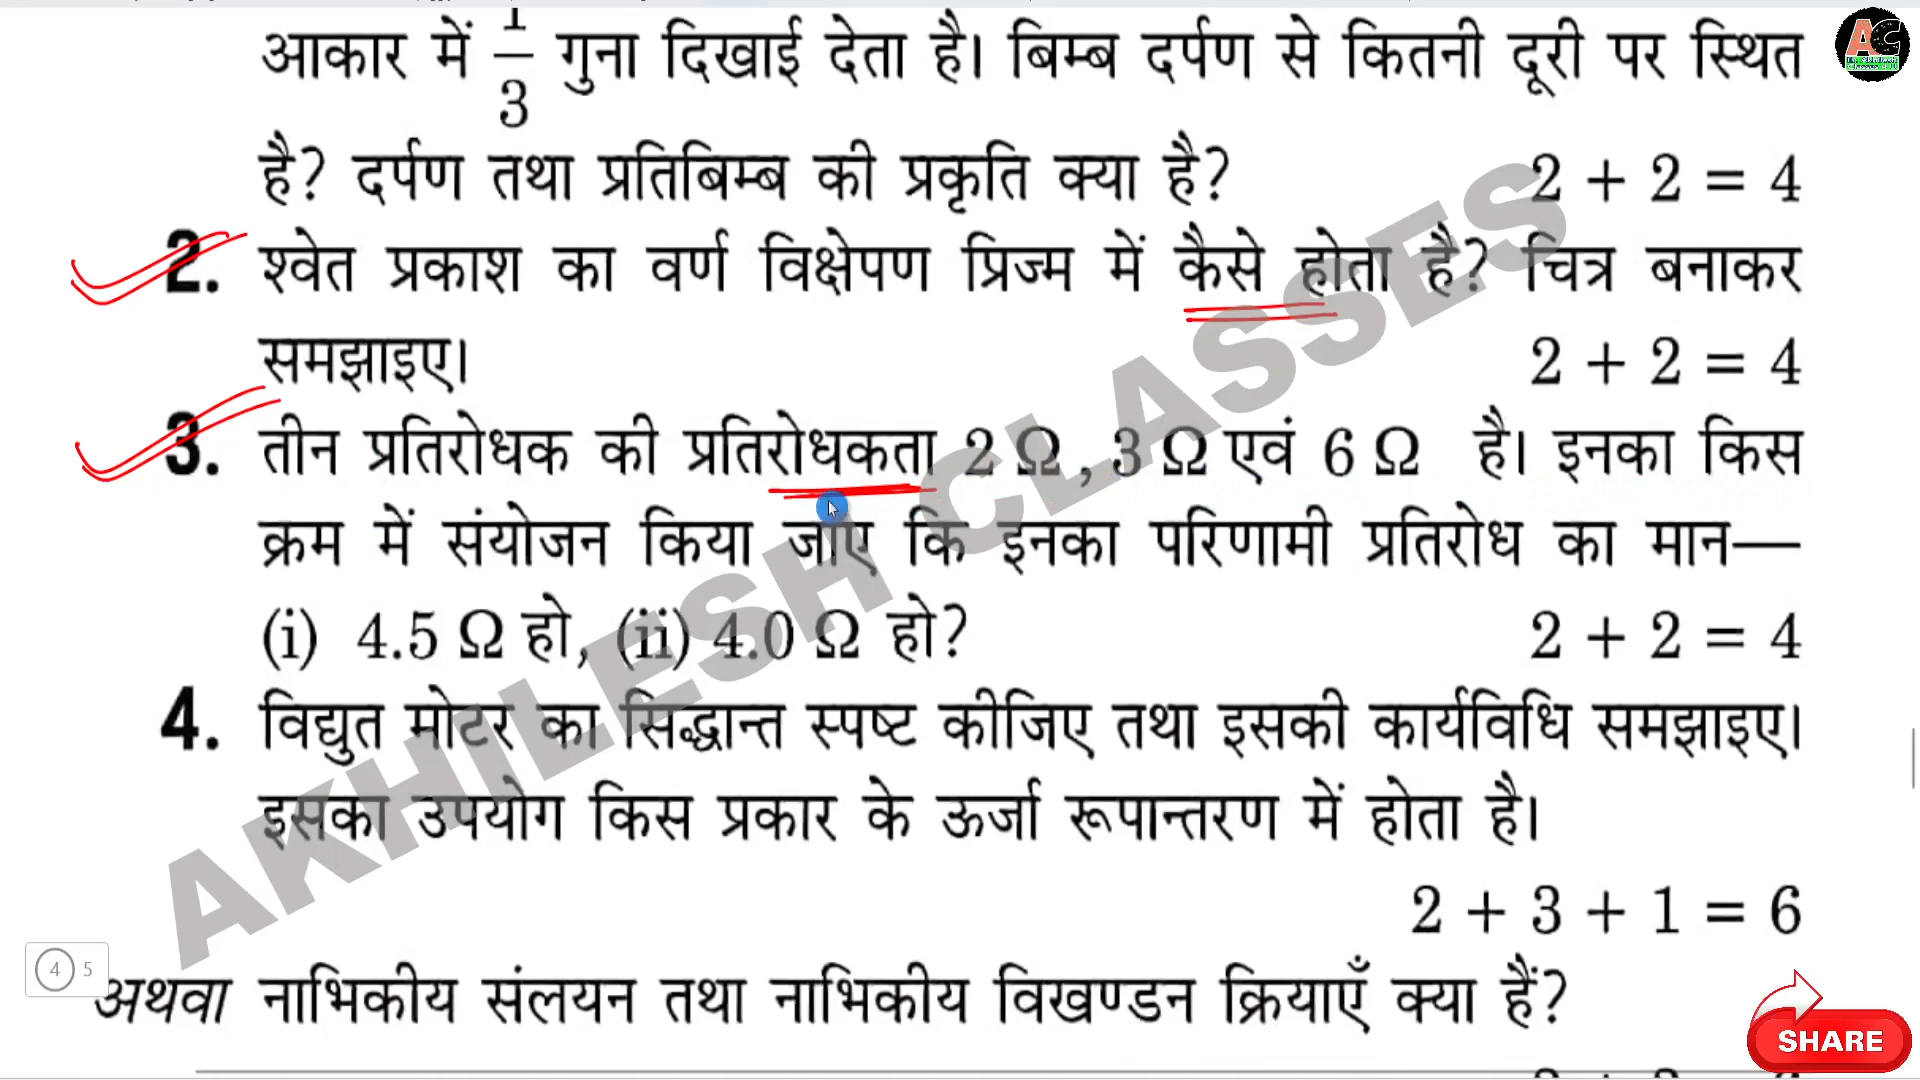 आकार में 1/3 गुना दिखाई देता है। बिम्ब दर्पण से कितनी दूरी पर स्थित
है? दर्पण तथा प्रतिबिम्ब की प्रकृति क्या है? 2 + 2 = 4
2. श्वेत प्रकाश का वर्ण विक्षेपण प्रिज्म में कैसे होता है? चित्र बनाकर
समझाइए। 2 + 2 = 4
3. तीन प्रतिरोधक की प्रतिरोधकता 2 Ω, 3 Ω एवं 6 Ω है। इनका किस
क्रम में संयोजन किया जाए कि इनका परिणामी प्रतिरोध का मान—
(i) 4.5 Ω हो, (ii) 4.0 Ω हो? 2 + 2 = 4
4. विद्युत मोटर का सिद्धान्त स्पष्ट कीजिए तथा इसकी कार्यविधि समझाइए।
इसका उपयोग किस प्रकार के ऊर्जा रूपान्तरण में होता है।
2 + 3 + 1 = 6
अथवा नाभिकीय संलयन तथा नाभिकीय विखण्डन क्रियाएँ क्या हैं?
AKHILESH CLASSES
AC
4 5
SHARE